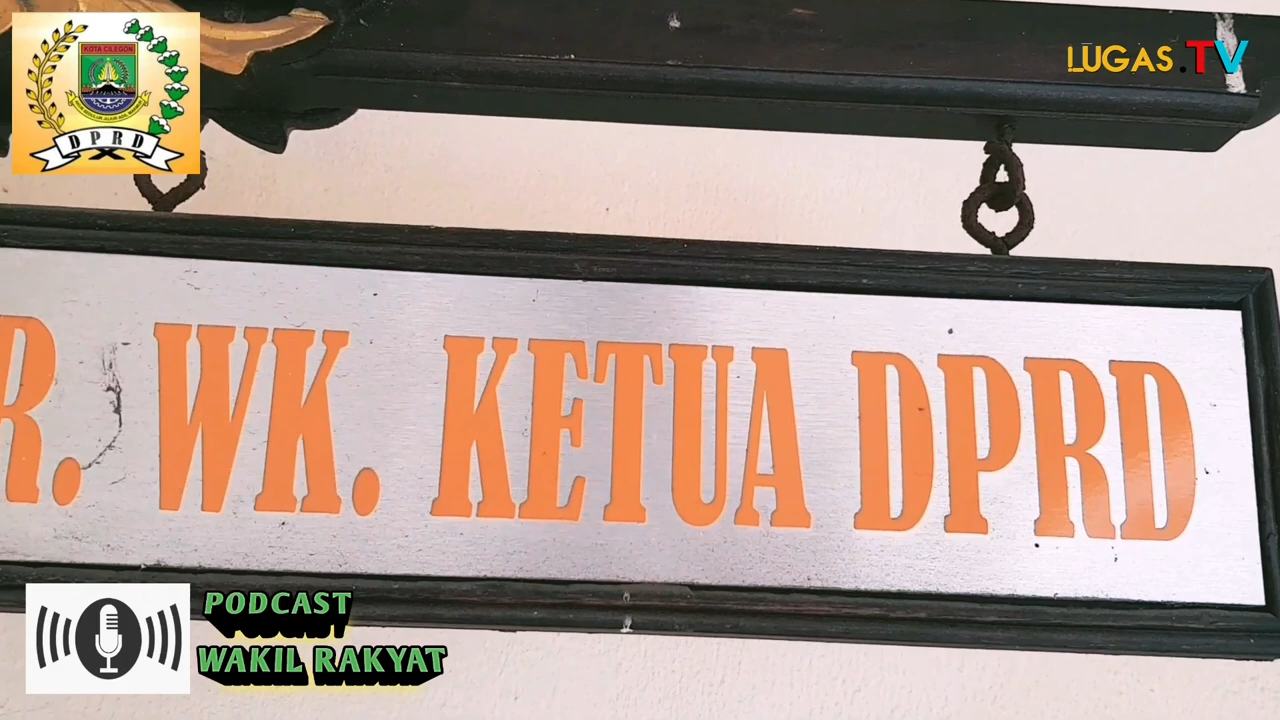 KOTA CILEGON
DPRD
LUGAS.TV
R. WK. KETUA DPRD
PODCAST
WAKIL RAKYAT